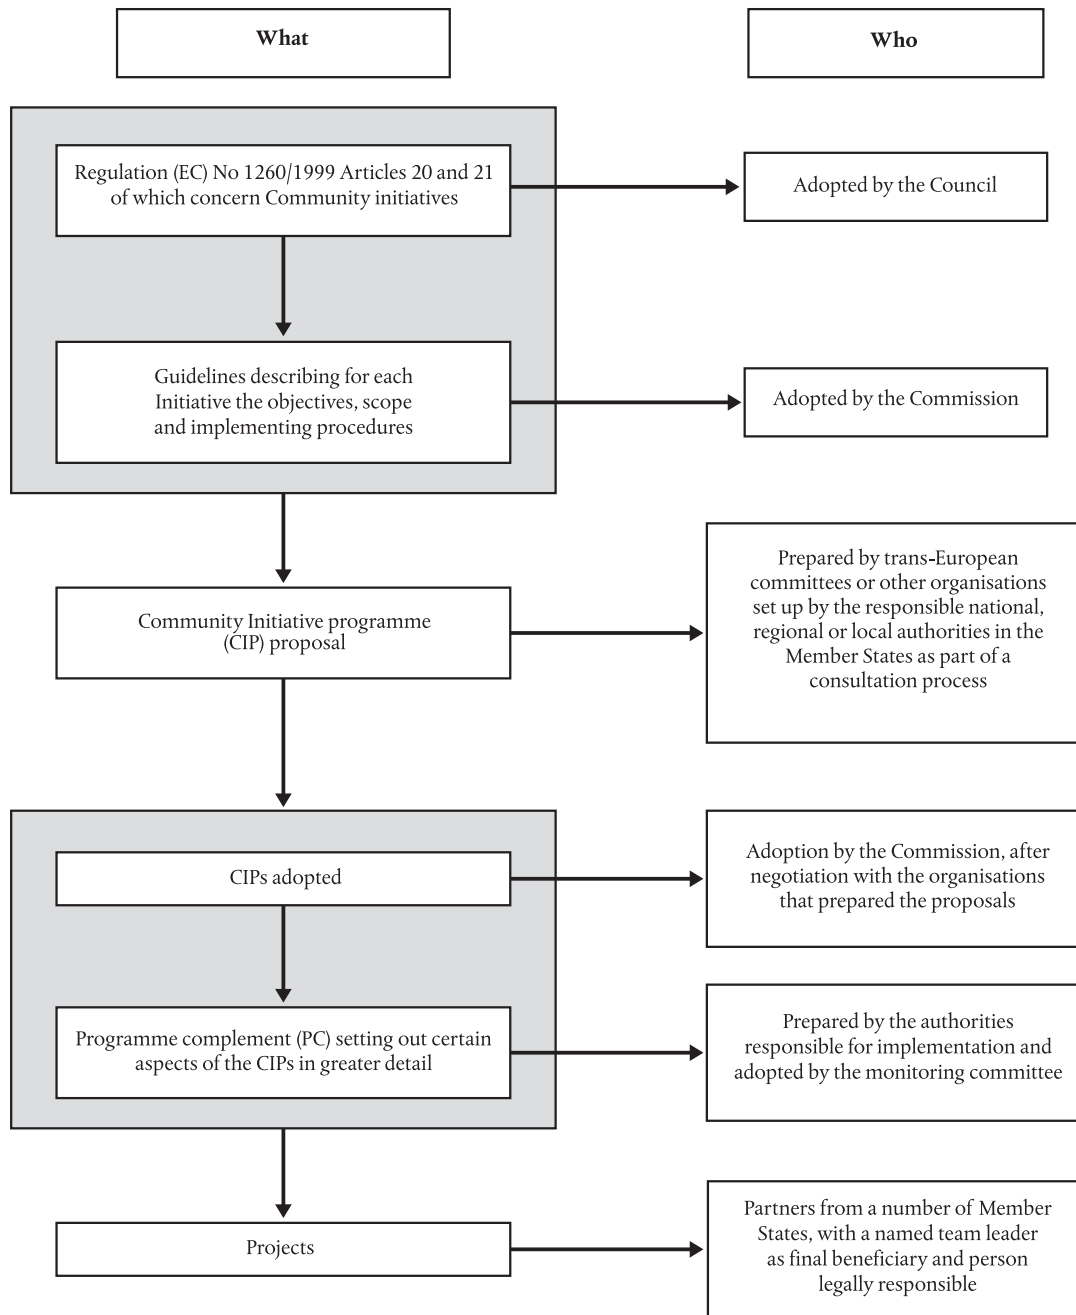 What
Who
Regulation (EC) No 1260/1999 Articles 20 and 21
of which concern Community initiatives
Adopted by the Council
Guidelines describing for each
Initiative the objectives, scope
and implementing procedures
Adopted by the Commission
Community Initiative programme
(CIP) proposal
Prepared by trans-European
committees or other organisations
set up by the responsible national,
regional or local authorities in the
Member States as part of a
consultation process
CIPs adopted
Adoption by the Commission, after
negotiation with the organisations
that prepared the proposals
Programme complement (PC) setting out certain
aspects of the CIPs in greater detail
Prepared by the authorities
responsible for implementation and
adopted by the monitoring committee
Projects
Partners from a number of Member
States, with a named team leader
as final beneficiary and person
legally responsible